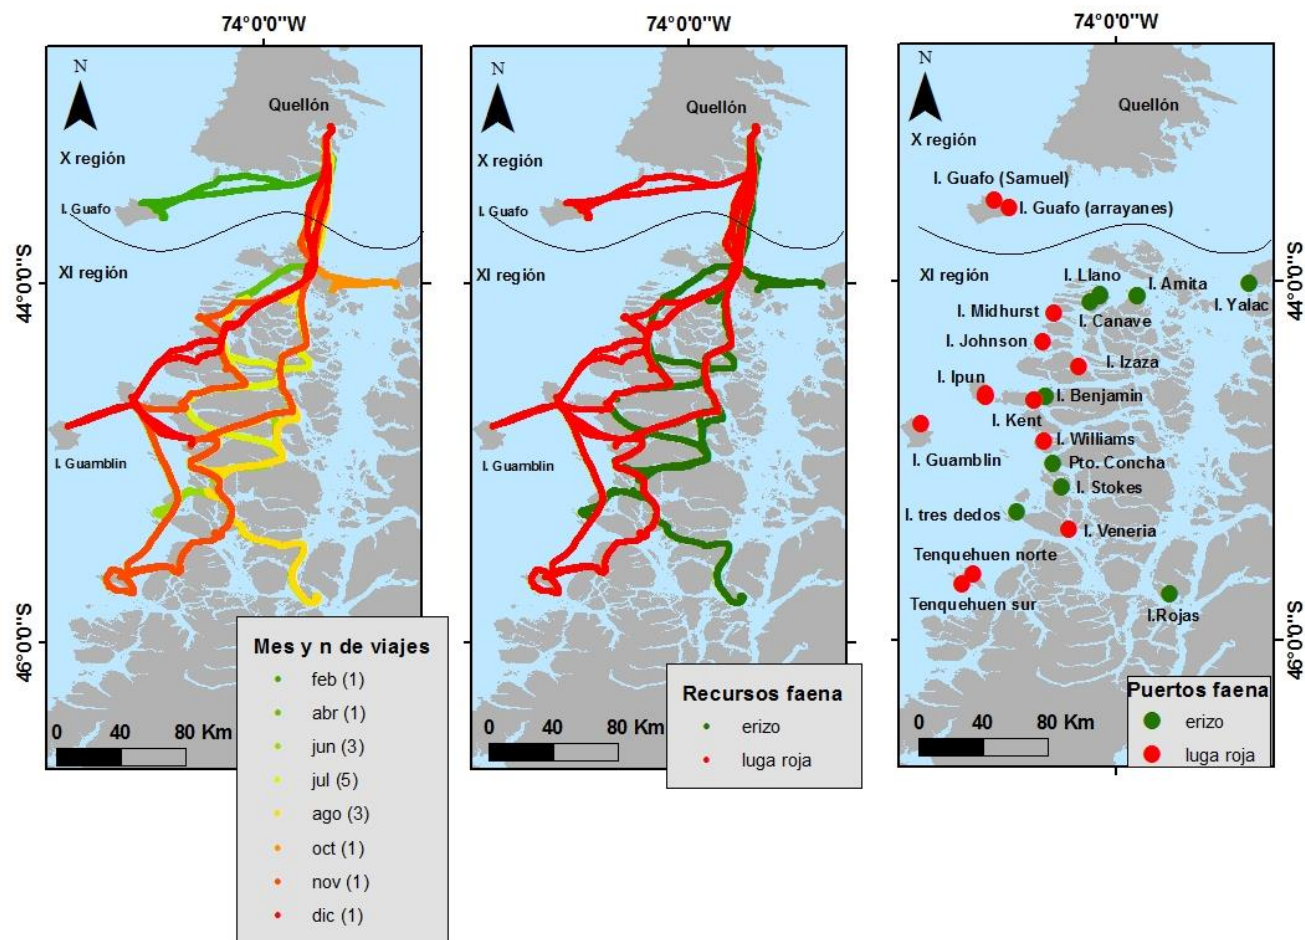 74°0'0"W
N
Quellón
X región
I. Guafo
XI región
44°0'0"S
I. Guamblin
46°0'0"S
0 40 80 Km
Mes y n de viajes
feb (1)
abr (1)
jun (3)
jul (5)
ago (3)
oct (1)
nov (1)
dic (1)
74°0'0"W
N
Quellón
X región
I. Guafo
XI región
I. Guamblin
0 40 80 Km
Recursos faena
erizo
luga roja
74°0'0"W
N
Quellón
X región
I. Guafo (Samuel)
I. Guafo (arrayanes)
XI región
I. Llano
I. Amita
44°0'0"S
I. Yalac
I. Midhurst
I. Canave
I. Johnson
I. Izaza
I. Ipun
I. Benjamin
I. Kent
I. Williams
I. Guamblin
Pto. Concha
I. Stokes
I. tres dedos
I. Veneria
Tenquehuen norte
Tenquehuen sur
I.Rojas
46°0'0"S
0 40 80 Km
Puertos faena
erizo
luga roja